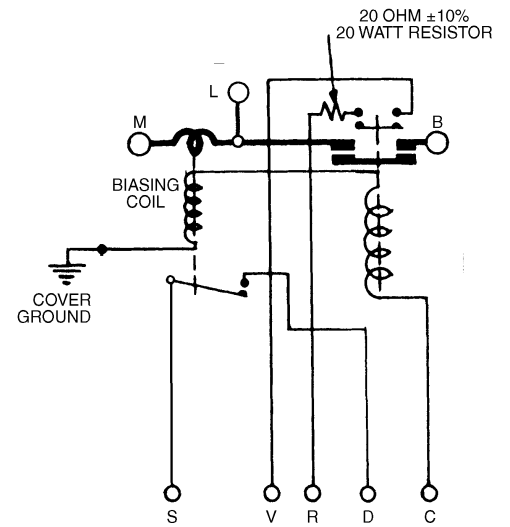 20 OHM ±10%
20 WATT RESISTOR
L
M
B
BIASING
COIL
COVER
GROUND
S
V
R
D
C